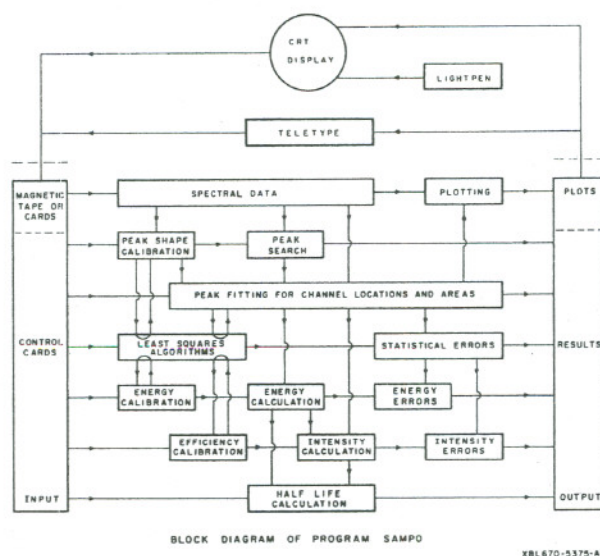 CRT
DISPLAY
LIGHTPEN
TELETYPE
MAGNETIC
TAPE OR
CARDS
SPECTRAL DATA
PLOTTING
PLOTS
PEAK SHAPE
CALIBRATION
PEAK
SEARCH
PEAK FITTING FOR CHANNEL LOCATIONS AND AREAS
CONTROL
CARDS
LEAST SQUARES
ALGORITHMS
STATISTICAL ERRORS
RESULTS
ENERGY
CALIBRATION
ENERGY
CALCULATION
ENERGY
ERRORS
EFFICIENCY
CALIBRATION
INTENSITY
CALCULATION
INTENSITY
ERRORS
INPUT
HALF LIFE
CALCULATION
OUTPUT
BLOCK DIAGRAM OF PROGRAM SAMPO
XBL670-5375-A